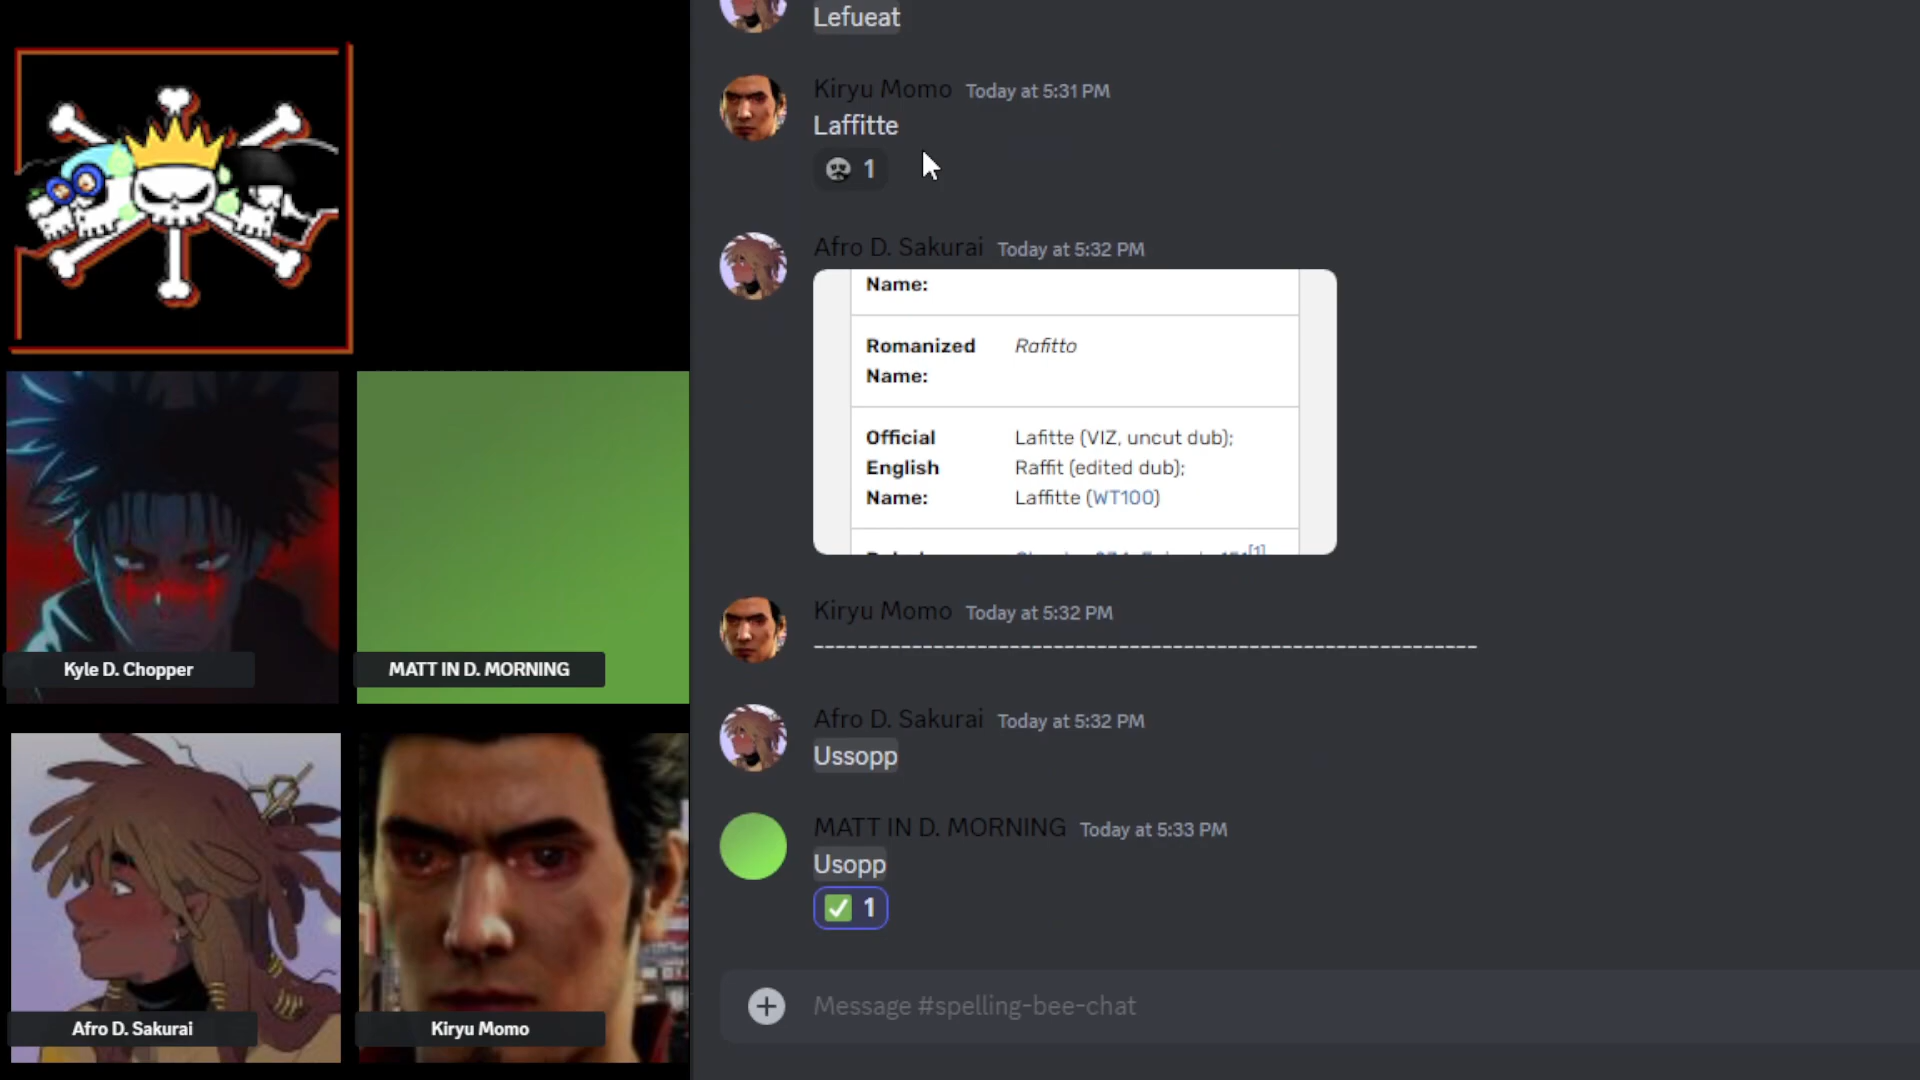 Lefueat
Kiryu Momo Today at 5:31 PM
Laffitte
1
Afro D. Sakurai Today at 5:32 PM
Name:
Romanized Rafitto
Name:
Official Lafitte (VIZ, uncut dub);
English Raffit (edited dub);
Name: Laffitte (WT100)
[1]
Kiryu Momo Today at 5:32 PM
Afro D. Sakurai Today at 5:32 PM
Ussopp
MATT IN D. MORNING Today at 5:33 PM
Usopp
1
Message #spelling-bee-chat
Kyle D. Chopper
MATT IN D. MORNING
Afro D. Sakurai
Kiryu Momo